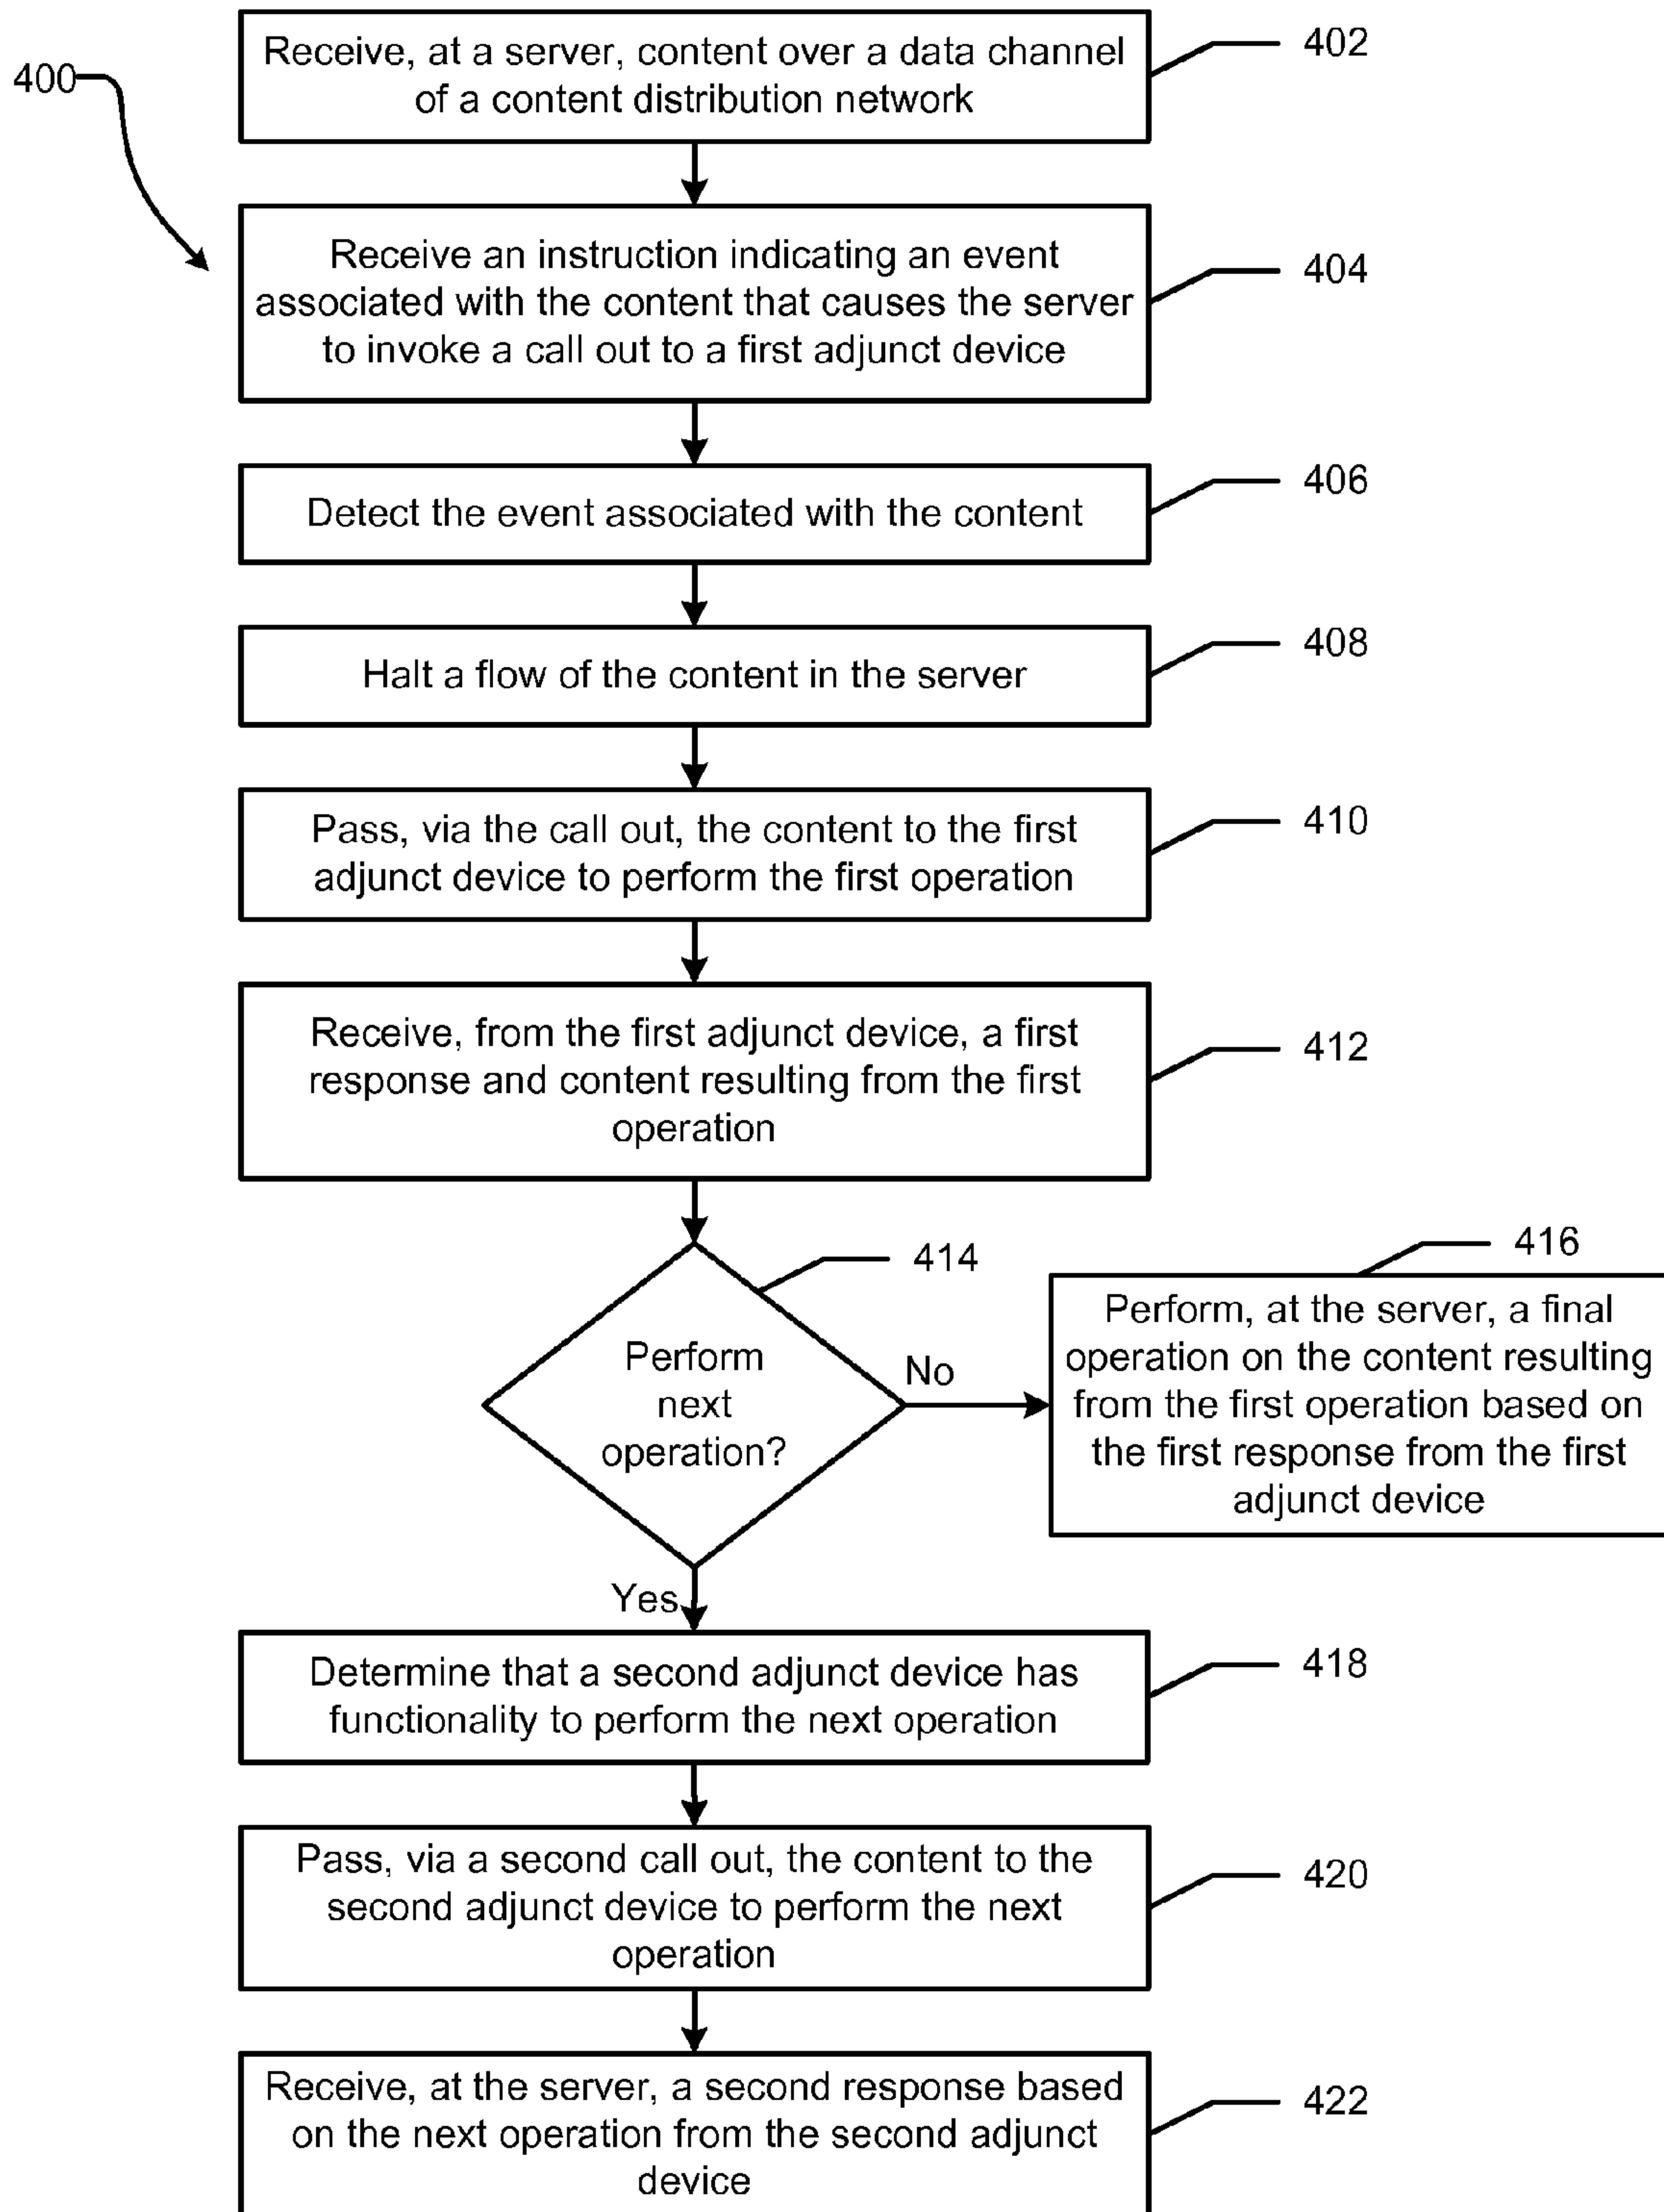 400
Receive, at a server, content over a data channel
of a content distribution network
402
Receive an instruction indicating an event
associated with the content that causes the server
to invoke a call out to a first adjunct device
404
Detect the event associated with the content
406
Halt a flow of the content in the server
408
Pass, via the call out, the content to the first
adjunct device to perform the first operation
410
Receive, from the first adjunct device, a first
response and content resulting from the first
operation
412
Perform
next
operation?
414
No
416
Perform, at the server, a final
operation on the content resulting
from the first operation based on
the first response from the first
adjunct device
Yes
Determine that a second adjunct device has
functionality to perform the next operation
418
Pass, via a second call out, the content to the
second adjunct device to perform the next
operation
420
Receive, at the server, a second response based
on the next operation from the second adjunct
device
422